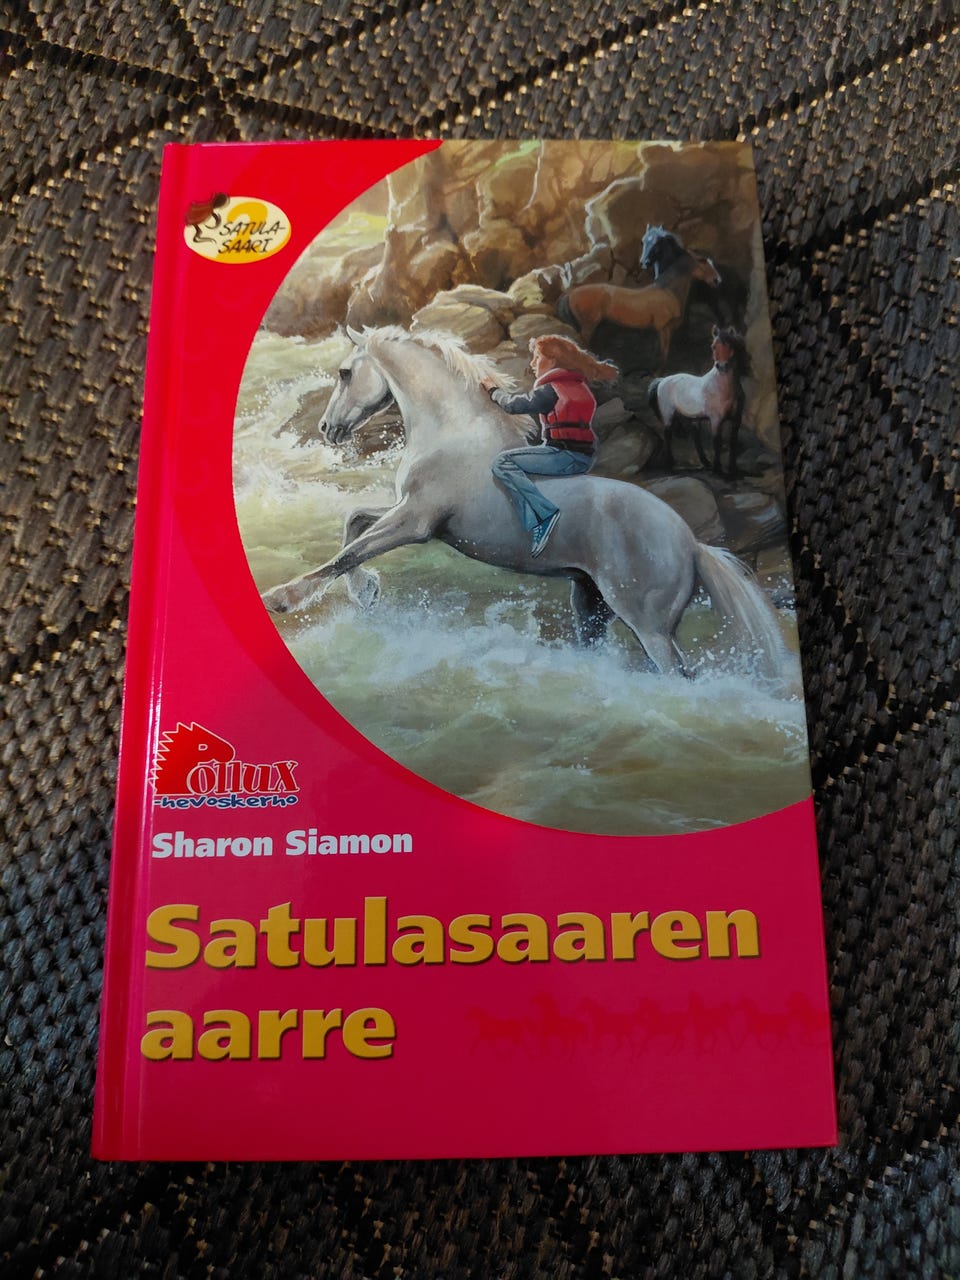 2
SATULA-
SAARI
Pollux
-hevoskerho
Sharon Siamon
Satulasaaren
aarre